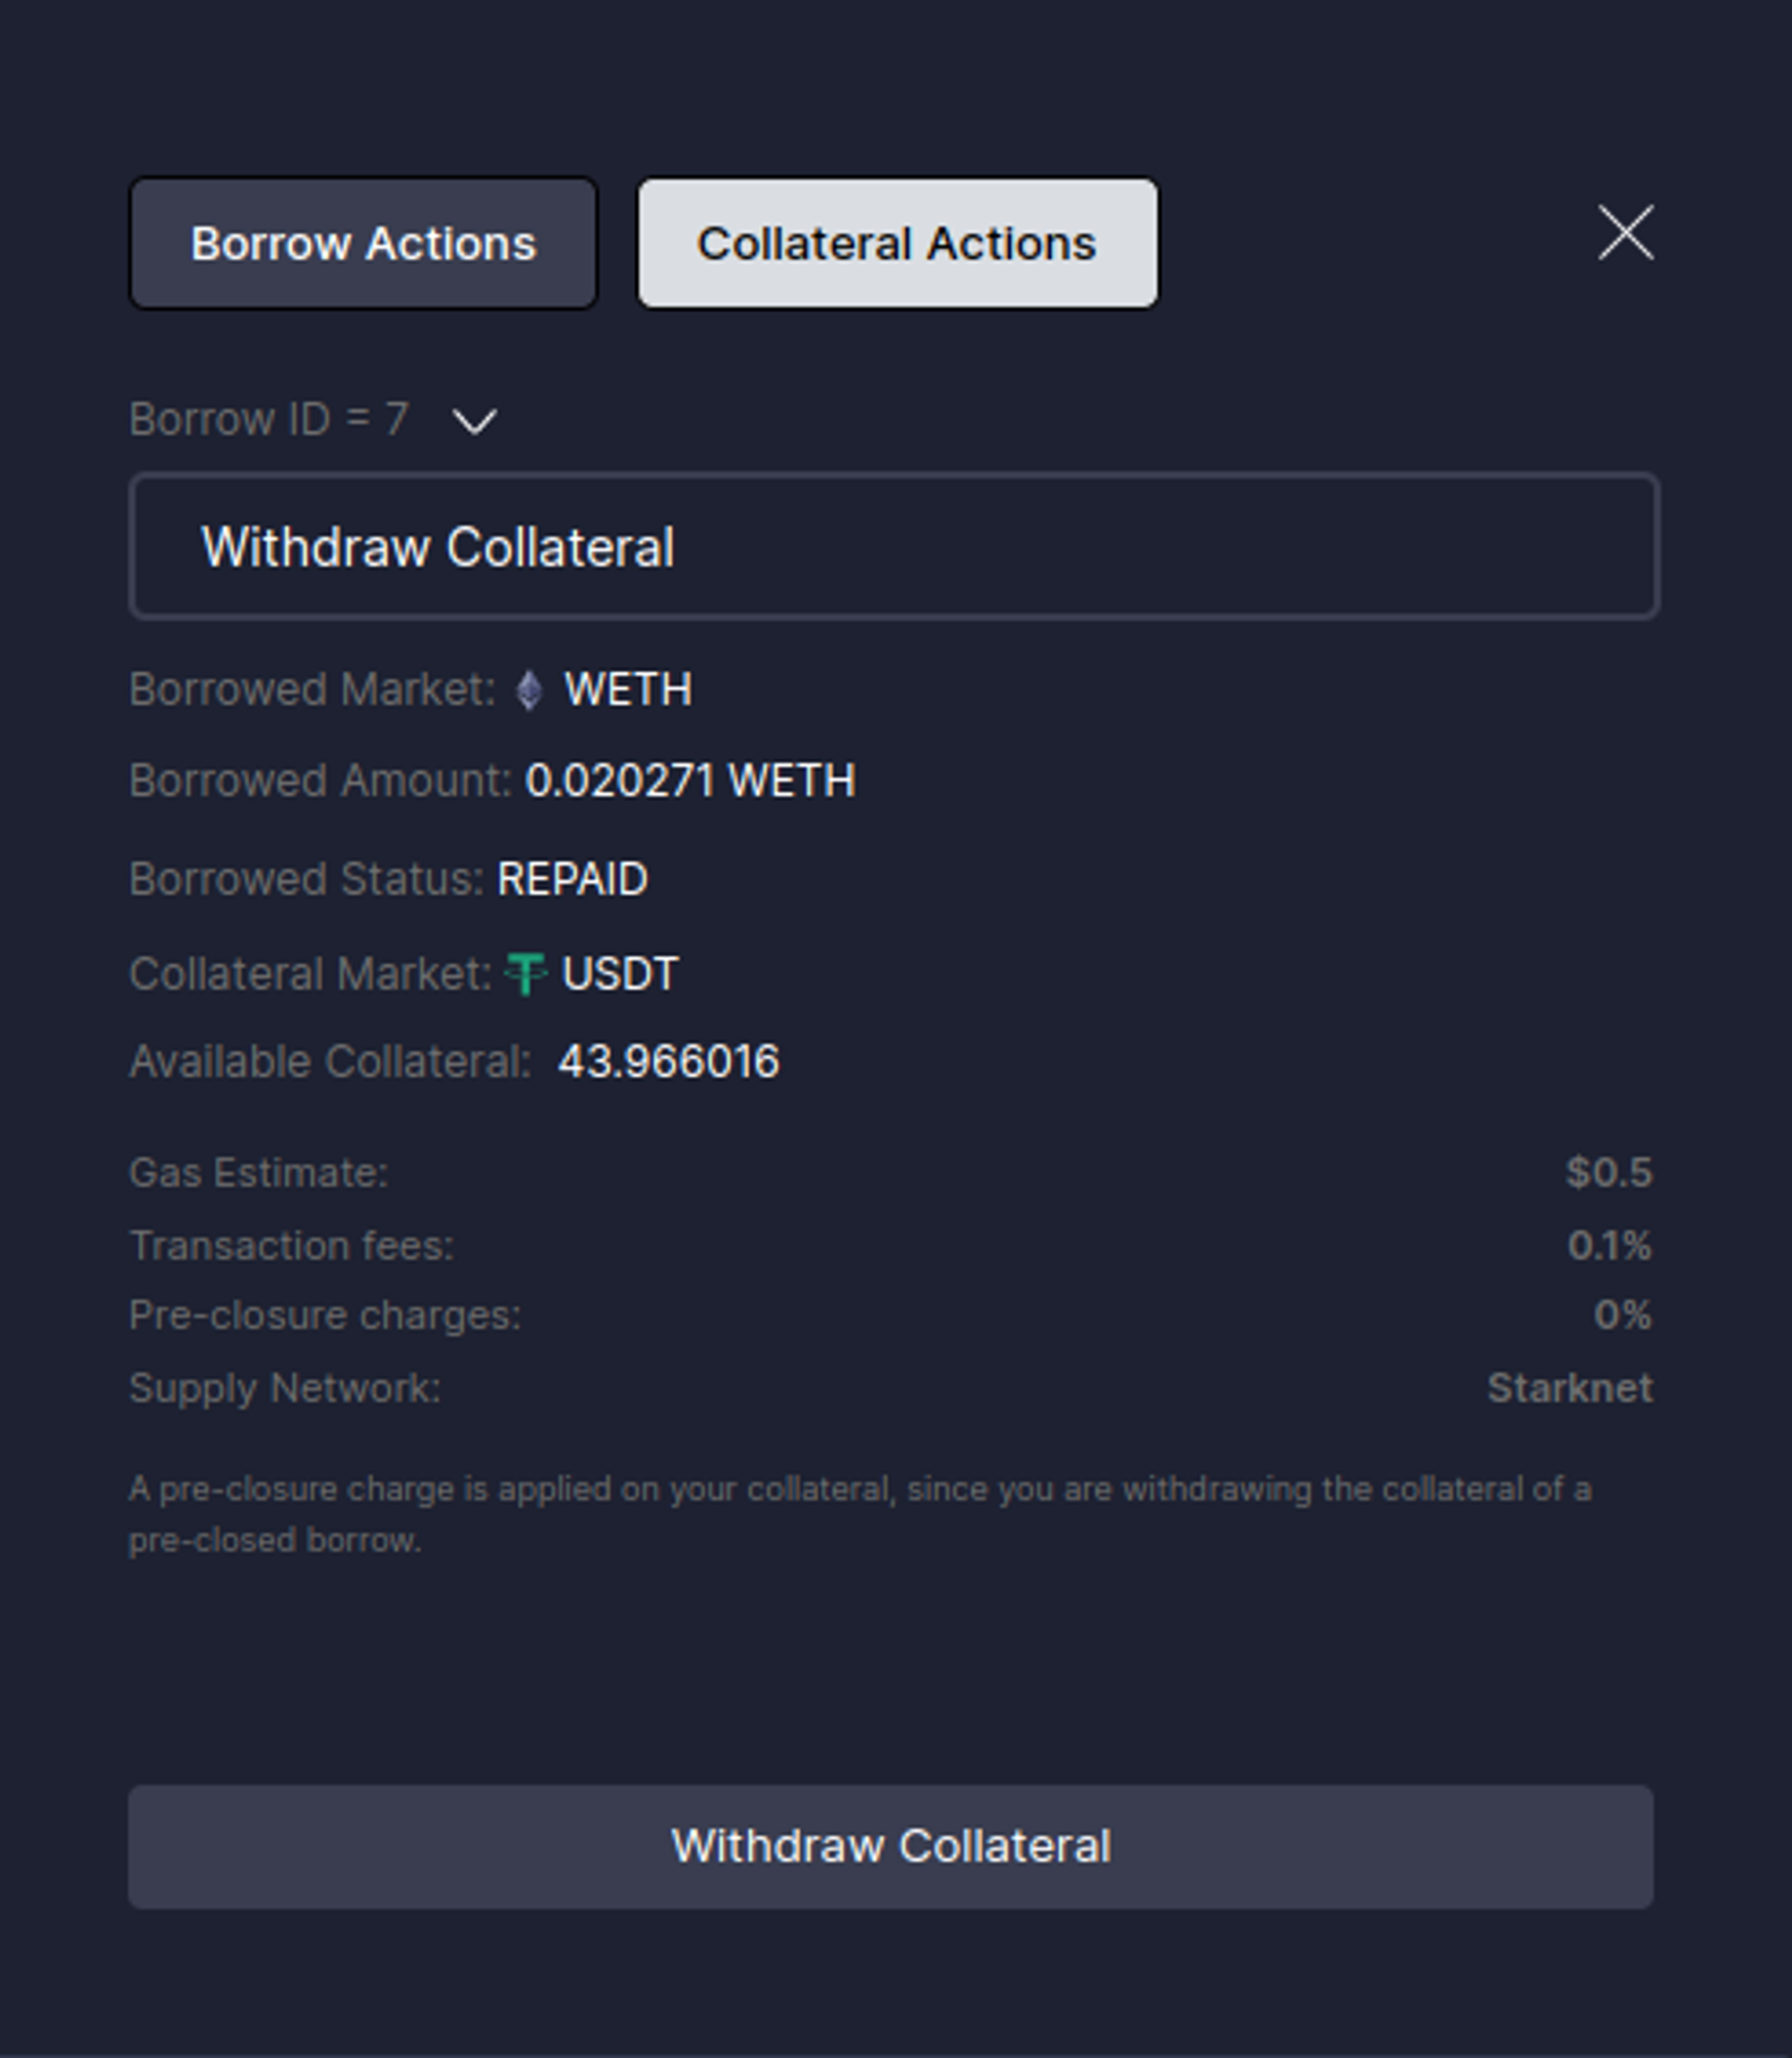 Borrow Actions Collateral Actions
Borrow ID = 7
Withdraw Collateral
Borrowed Market: WETH
Borrowed Amount: 0.020271 WETH
Borrowed Status: REPAID
Collateral Market: USDT
Available Collateral: 43.966016
Gas Estimate: $0.5
Transaction fees: 0.1%
Pre-closure charges: 0%
Supply Network: Starknet
A pre-closure charge is applied on your collateral, since you are withdrawing the collateral of a
pre-closed borrow.
Withdraw Collateral